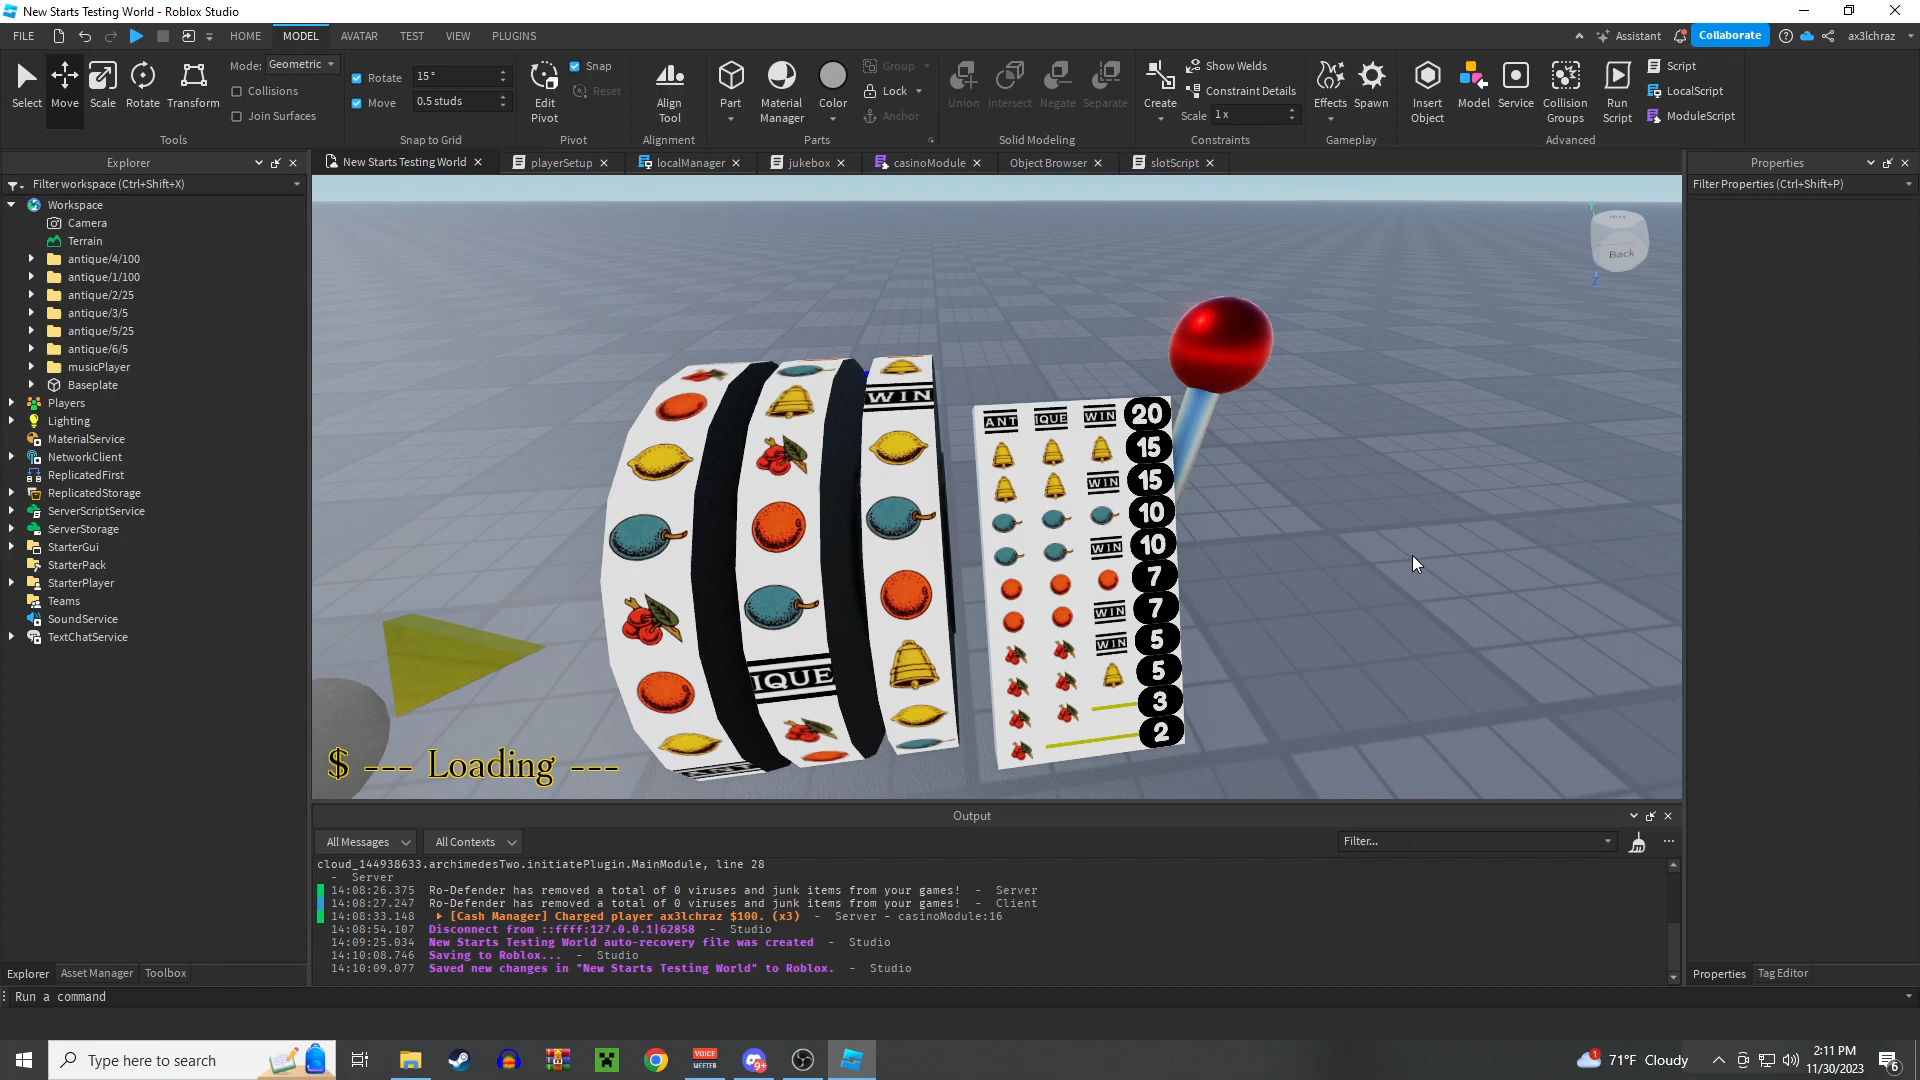 New Starts Testing World - Roblox Studio
FILE HOME MODEL AVATAR TEST VIEW PLUGINS Assistant Collaborate ax3lchraz
Select Move Scale Rotate Transform
Mode: Geometric
Collisions
Join Surfaces
Tools
Rotate 15°
Move 0.5 studs
Snap to Grid
Edit Pivot
Snap
Reset
Pivot
Align Tool
Alignment
Part
Material Manager
Color
Group
Lock
Anchor
Parts
Union Intersect Negate Separate
Solid Modeling
Create
Show Welds
Constraint Details
Scale 1 x
Constraints
Effects Spawn
Gameplay
Insert Object
Model
Service
Collision Groups
Run Script
Script
LocalScript
ModuleScript
Advanced
Explorer
Filter workspace (Ctrl+Shift+X)
Workspace
Camera
Terrain
antique/4/100
antique/1/100
antique/2/25
antique/3/5
antique/5/25
antique/6/5
musicPlayer
Baseplate
Players
Lighting
MaterialService
NetworkClient
ReplicatedFirst
ReplicatedStorage
ServerScriptService
ServerStorage
StarterGui
StarterPack
StarterPlayer
Teams
SoundService
TextChatService
Explorer Asset Manager Toolbox
New Starts Testing World playerSetup localManager jukebox casinoModule Object Browser slotScript
Y
Back
Z
WIN
IQUE
ANT IQUE WIN 20
15
WIN 15
10
WIN 10
7
WIN 7
WIN 5
5
3
2
$ --- Loading ---
Output
All Messages All Contexts Filter...
cloud_144938633.archimedesTwo.initiatePlugin.MainModule, line 28
- Server
14:08:26.375 Ro-Defender has removed a total of 0 viruses and junk items from your games! - Server
14:08:27.247 Ro-Defender has removed a total of 0 viruses and junk items from your games! - Client
14:08:33.148 [Cash Manager] Charged player ax3lchraz $100. (x3) - Server - casinoModule:16
14:08:54.107 Disconnect from ::ffff:127.0.0.1|62858 - Studio
14:09:25.034 New Starts Testing World auto-recovery file was created - Studio
14:10:08.746 Saving to Roblox... - Studio
14:10:09.077 Saved new changes in "New Starts Testing World" to Roblox. - Studio
Properties
Filter Properties (Ctrl+Shift+P)
Properties Tag Editor
Run a command
Type here to search
VOICE MEETER
9+
1
71°F Cloudy
2:11 PM
11/30/2023
6